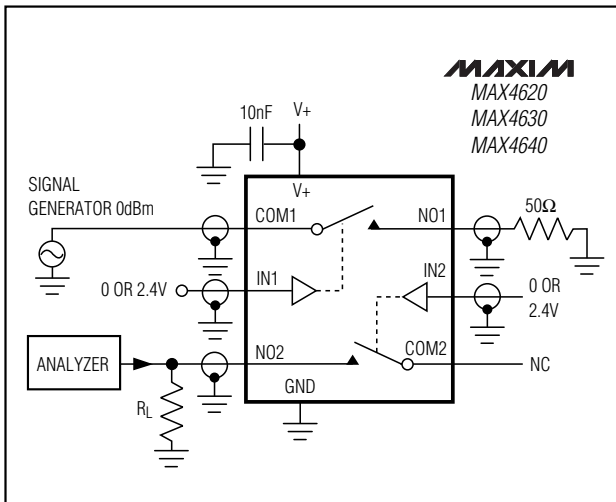 MAXIM
MAX4620
MAX4630
MAX4640
10nF
V+
V+
SIGNAL
GENERATOR 0dBm
COM1
NO1
50Ω
IN1
IN2
0 OR 2.4V
0 OR
2.4V
ANALYZER
NO2
COM2
NC
GND
RL